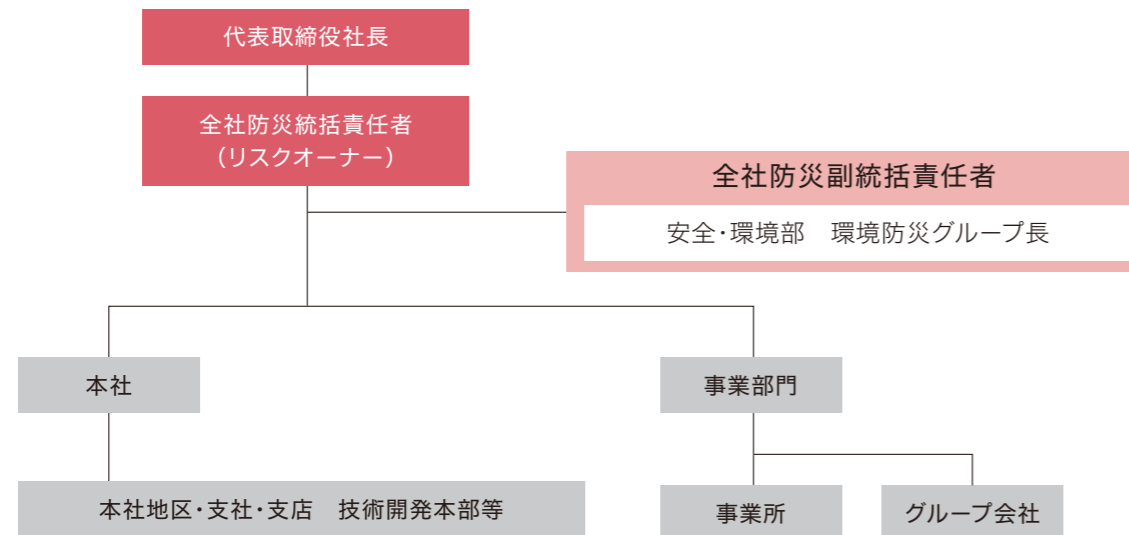 代表取締役社長
全社防災統括責任者
（リスクオーナー）
全社防災副統括責任者
安全・環境部　環境防災グループ長
本社
事業部門
本社地区・支社・支店　技術開発本部等
事業所
グループ会社